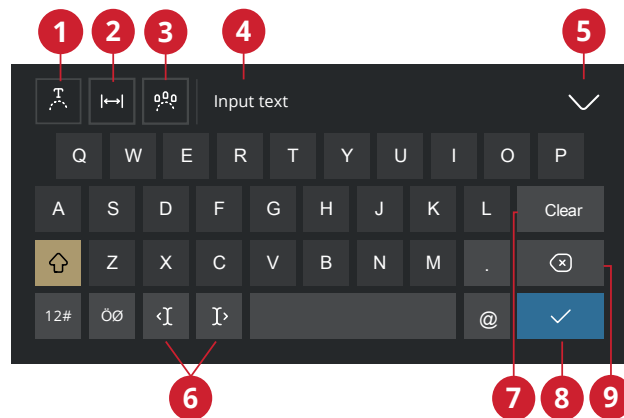 1 2 3 4 5
T Input text
Q W E R T Y U I O P
A S D F G H J K L Clear
Z X C V B N M .
12# ÖØ @
6 7 8 9